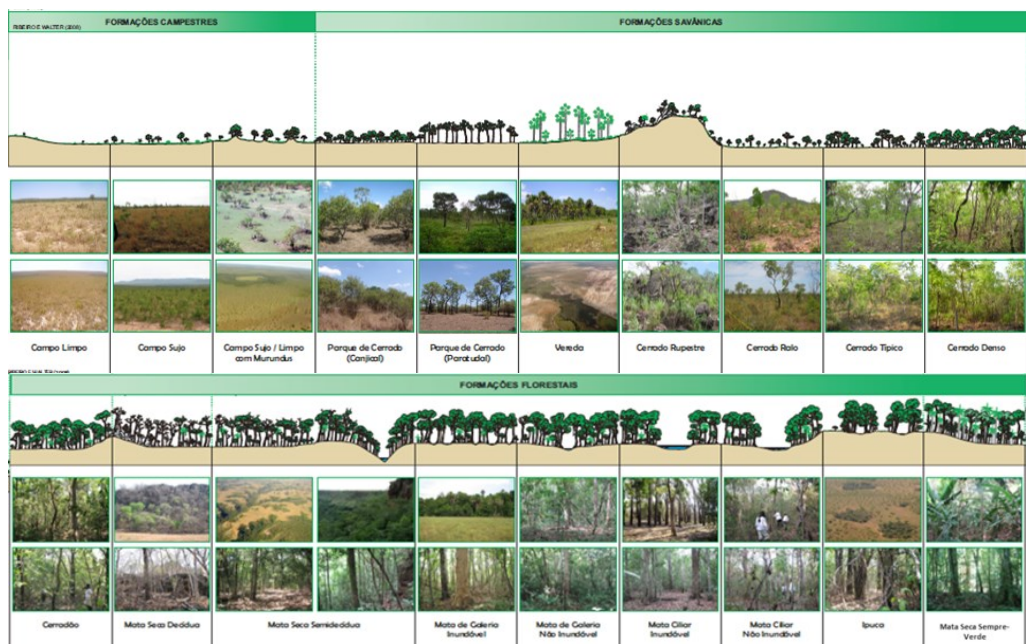 FORMAÇÕES CAMPESTRES
FORMAÇÕES SAVÂNICAS
RIBEIRO E WALTER (2008)
Campo Limpo
Campo Sujo
Campo Sujo / Limpo
com Murundus
Parque de Cerrado
(Canjical)
Parque de Cerrado
(Paratudal)
Vereda
Cerrado Rupestre
Cerrado Ralo
Cerrado Típico
Cerrado Denso
FORMAÇÕES FLORESTAIS
Cerradão
Mata Seca Decídua
Mata Seca Semidecídua
Mata de Galeria
Inundável
Mata de Galeria
Não Inundável
Mata Ciliar
Inundável
Mata Ciliar
Não Inundável
Ipuca
Mata Seca Sempre-
Verde